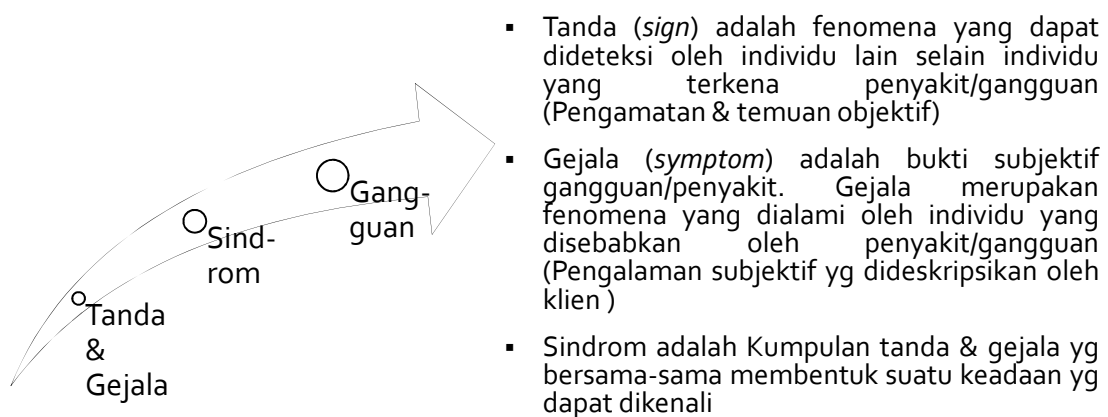 Tanda
&
Gejala
Sind-
rom
Gang-
guan
▪ Tanda (sign) adalah fenomena yang dapat
dideteksi oleh individu lain selain individu
yang terkena penyakit/gangguan
(Pengamatan & temuan objektif)
▪ Gejala (symptom) adalah bukti subjektif
gangguan/penyakit. Gejala merupakan
fenomena yang dialami oleh individu yang
disebabkan oleh penyakit/gangguan
(Pengalaman subjektif yg dideskripsikan oleh
klien )
▪ Sindrom adalah Kumpulan tanda & gejala yg
bersama-sama membentuk suatu keadaan yg
dapat dikenali